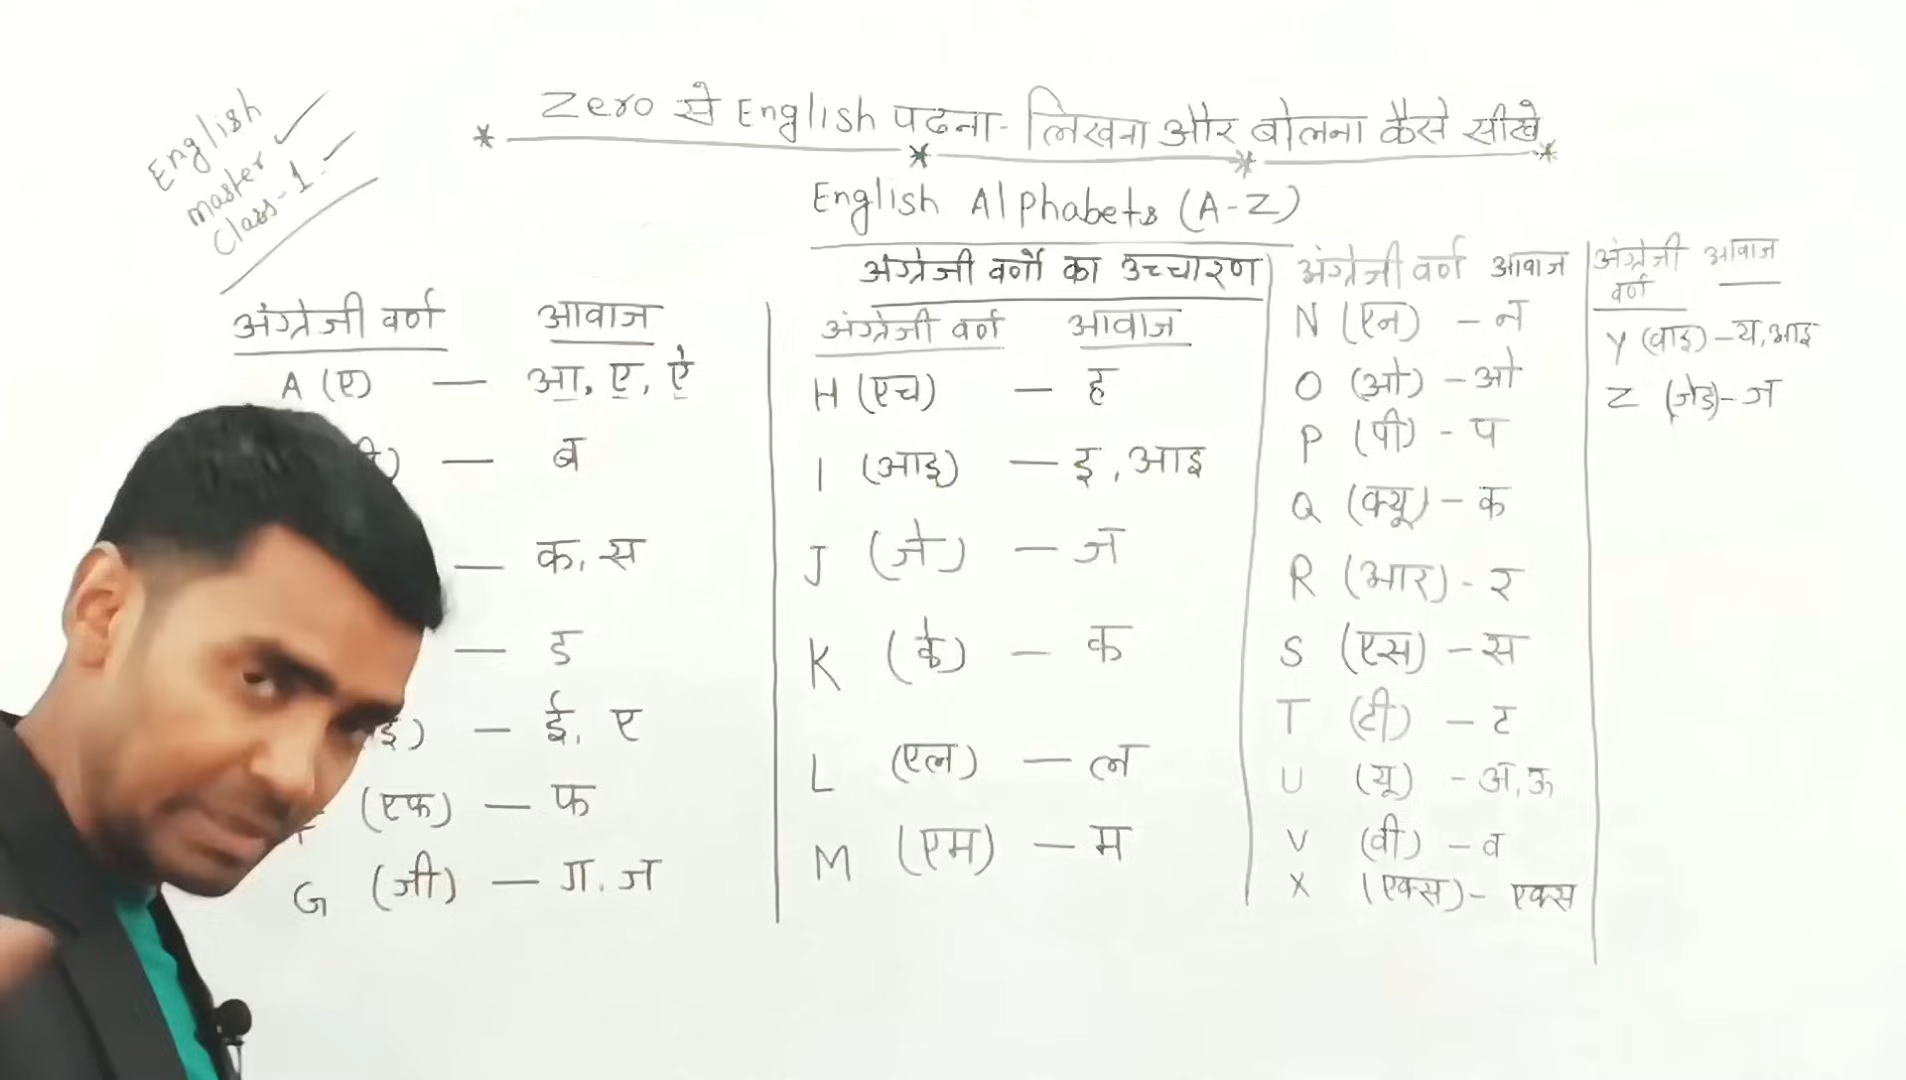 English
master
Class-1.
Zero से English पढना-लिखना और बोलना कैसे सीखे
English Alphabets (A-Z)
अंग्रेजी वर्णों का उच्चारण
अंग्रेजी वर्ण आवाज
A (ए) — आ, ए, ऐ
— ब
— क, स
— ड
इ) — ई, ए
(एफ) — फ
G (जी) — ग, ज
अंग्रेजी वर्ण आवाज
H (एच) — ह
I (आइ) — इ, आइ
J (जे) — ज
K (के) — क
L (एल) — ल
M (एम) — म
अंग्रेजी वर्ण आवाज
N (एन) - न
O (ओ) - ओ
P (पी) - प
Q (क्यू) - क
R (आर) - र
S (एस) - स
T (टी) - ट
U (यू) - अ, ऊ
V (वी) - व
X (एक्स) - एक्स
अंग्रेजी आवाज
वर्ण
Y (वाइ) - य, आइ
Z (जेड) - ज